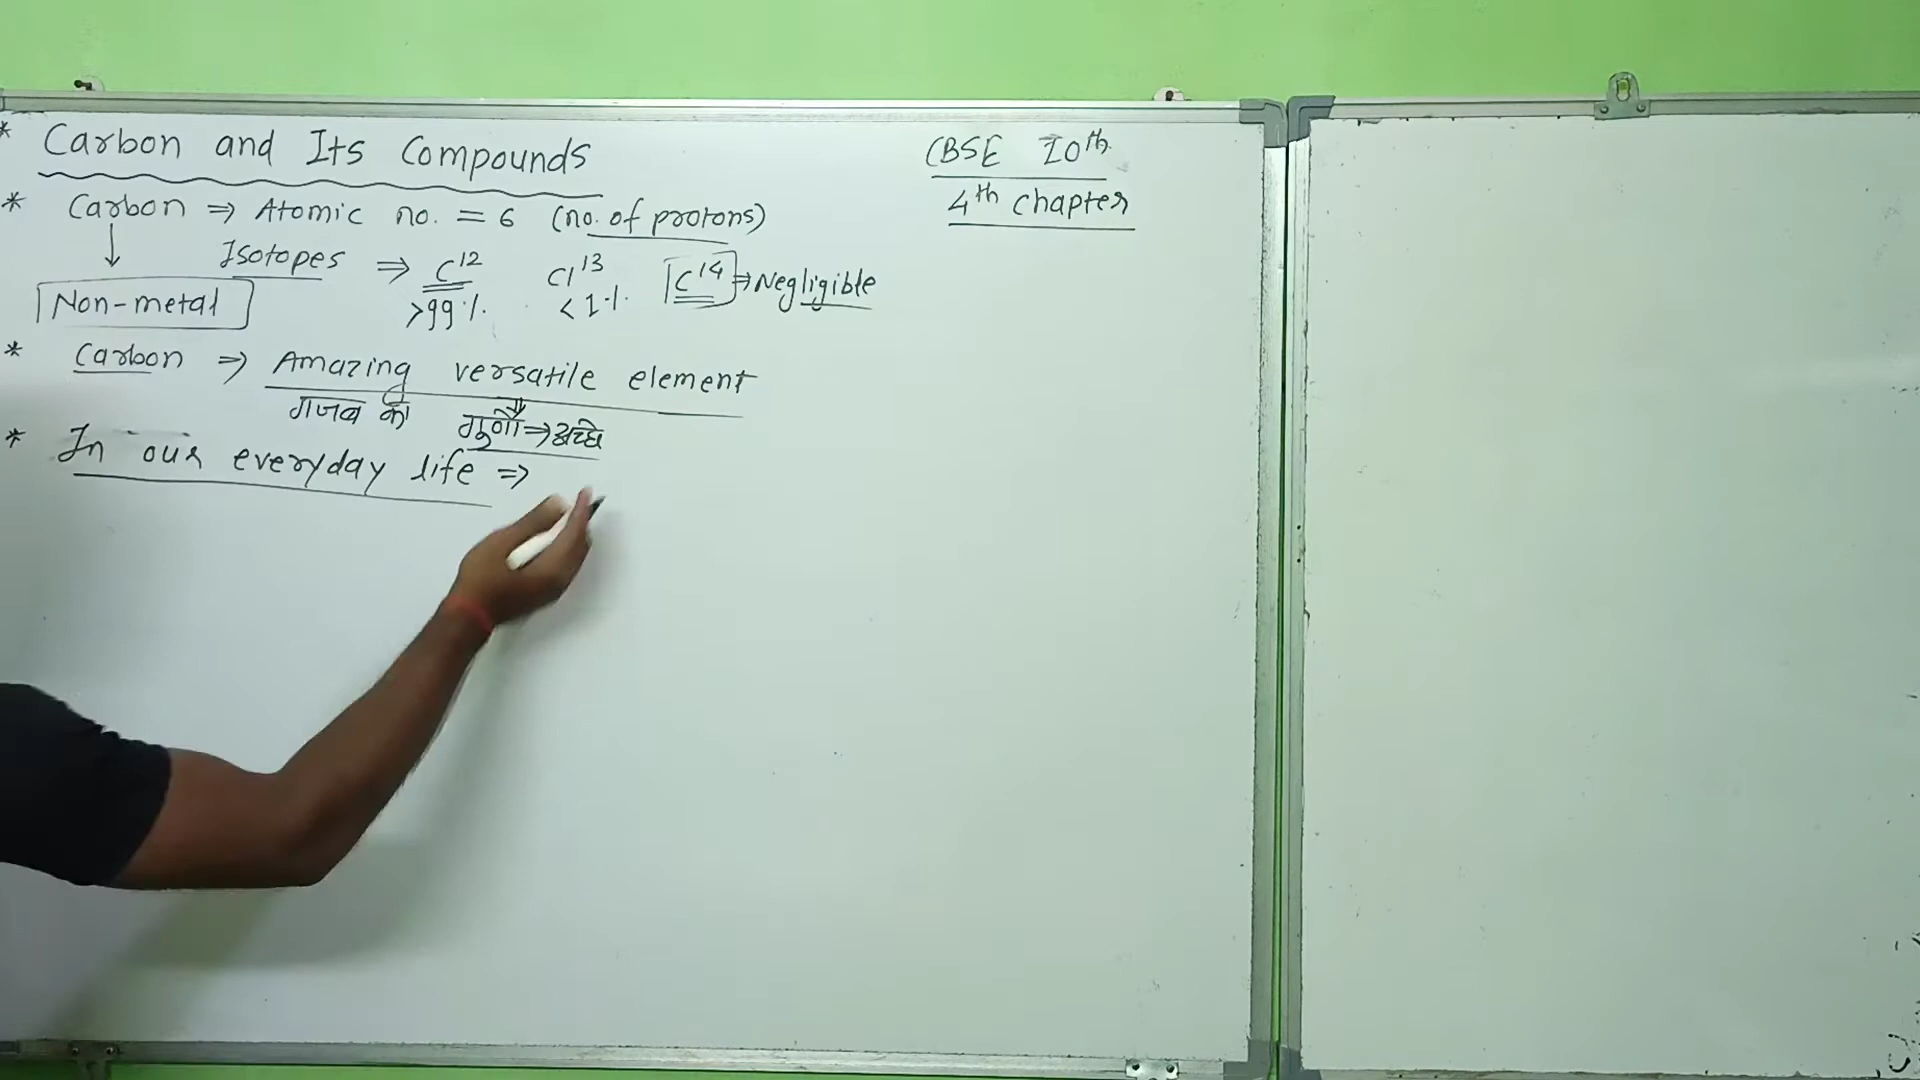 * Carbon and Its Compounds
CBSE 10th
4th chapter
* Carbon ⇒ Atomic no. = 6 (no. of protons)
↓
Isotopes ⇒ C12 C13 C14 ⇒ Negligible
Non-metal
>99% <1%
* Carbon ⇒ Amazing versatile element
गजब का गुणी ⇒ अच्छे
* In our everyday life ⇒